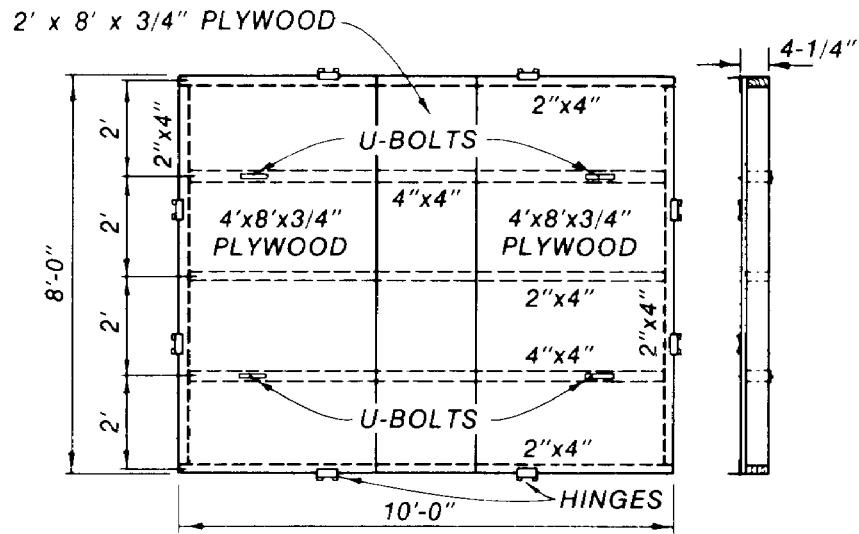 2' x 8' x 3/4" PLYWOOD
4-1/4"
2"x4"
2'
2"x4"
U-BOLTS
4"x4"
2'
4'x8'x3/4"
PLYWOOD
4'x8'x3/4"
PLYWOOD
8'-0"
2"x4"
2'
2"x4"
4"x4"
2'
U-BOLTS
2"x4"
HINGES
10'-0"